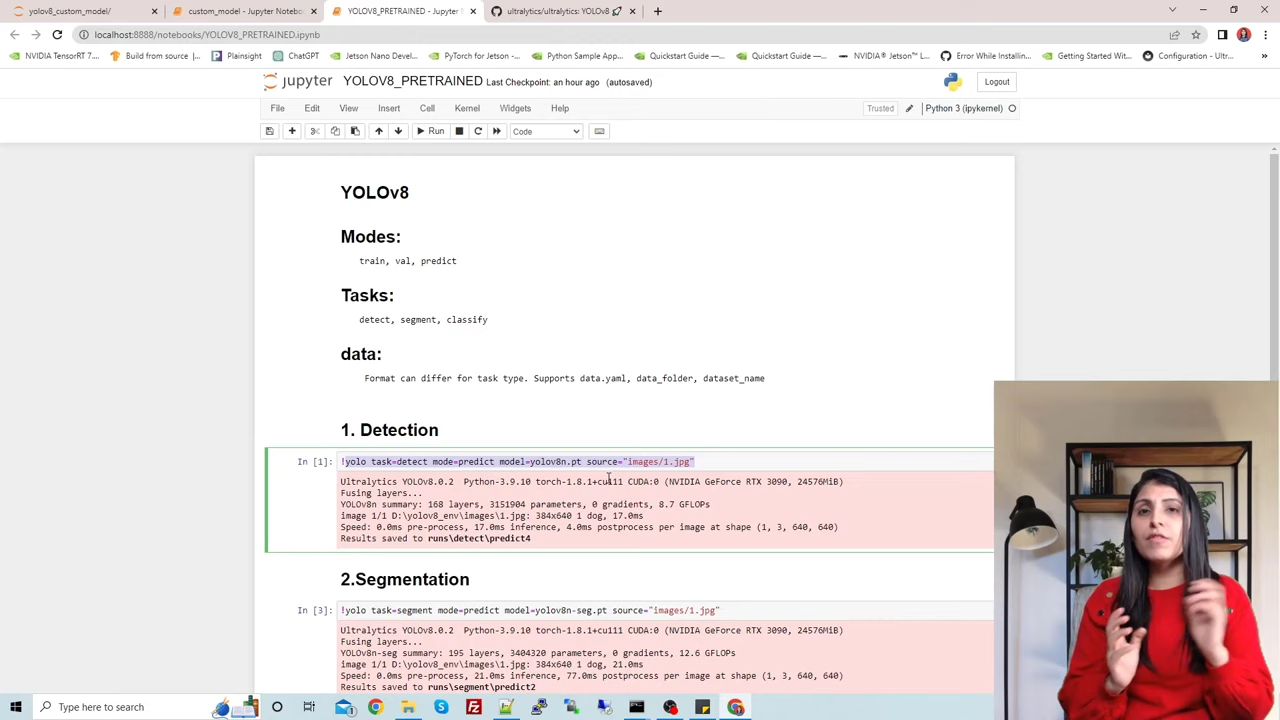 yolov8_custom_model/
custom_model - Jupyter Notebo
YOLOV8_PRETRAINED - Jupyter N
ultralytics/ultralytics: YOLOv8
localhost:8888/notebooks/YOLOV8_PRETRAINED.ipynb
NVIDIA TensorRT 7....
Build from source |...
Plainsight
ChatGPT
Jetson Nano Devel...
PyTorch for Jetson -...
Python Sample App...
Quickstart Guide —...
Quickstart Guide —...
NVIDIA® Jetson™...
Error While Installin...
Getting Started Wit...
Configuration - Ultr...
jupyter YOLOV8_PRETRAINED Last Checkpoint: an hour ago (autosaved)
Logout
File Edit View Insert Cell Kernel Widgets Help
Trusted
Python 3 (ipykernel)
Run
Code
YOLOv8
Modes:
train, val, predict
Tasks:
detect, segment, classify
data:
Format can differ for task type. Supports data.yaml, data_folder, dataset_name
1. Detection
In [1]: !yolo task=detect mode=predict model=yolov8n.pt source="images/1.jpg"
Ultralytics YOLOv8.0.2 Python-3.9.10 torch-1.8.1+cu111 CUDA:0 (NVIDIA GeForce RTX 3090, 24576MiB)
Fusing layers...
YOLOv8n summary: 168 layers, 3151904 parameters, 0 gradients, 8.7 GFLOPs
image 1/1 D:\yolov8_env\images\1.jpg: 384x640 1 dog, 17.0ms
Speed: 0.0ms pre-process, 17.0ms inference, 4.0ms postprocess per image at shape (1, 3, 640, 640)
Results saved to runs\detect\predict4
2.Segmentation
In [3]: !yolo task=segment mode=predict model=yolov8n-seg.pt source="images/1.jpg"
Ultralytics YOLOv8.0.2 Python-3.9.10 torch-1.8.1+cu111 CUDA:0 (NVIDIA GeForce RTX 3090, 24576MiB)
Fusing layers...
YOLOv8n-seg summary: 195 layers, 3404320 parameters, 0 gradients, 12.6 GFLOPs
image 1/1 D:\yolov8_env\images\1.jpg: 384x640 1 dog, 21.0ms
Speed: 0.0ms pre-process, 21.0ms inference, 77.0ms postprocess per image at shape (1, 3, 640, 640)
Results saved to runs\segment\predict2
Type here to search